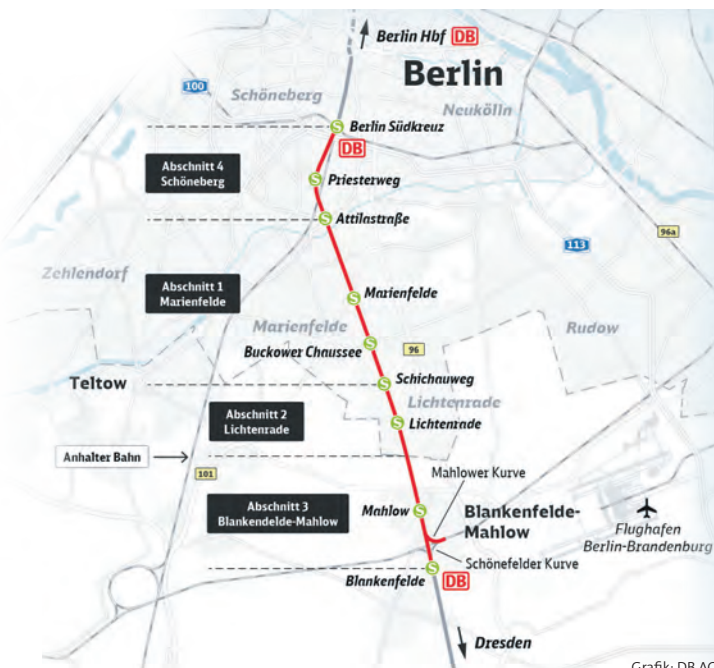 Berlin Hbf DB
Berlin
100
Schöneberg
Neukölln
Berlin Südkreuz
DB
Abschnitt 4
Schöneberg
S Priesterweg
S Attilastraße
96a
113
Zehlendorf
Abschnitt 1
Marienfelde
S Marienfelde
Marienfelde
Rudow
Buckower Chaussee S
96
Teltow
S Schichauweg
Lichtenrade
Abschnitt 2
Lichtenrade
S Lichtenrade
Anhalter Bahn
101
Mahlower Kurve
Abschnitt 3
Blankendelde-Mahlow
Mahlow S
Blankenfelde-
Mahlow
Flughafen
Berlin-Brandenburg
Schönefelder Kurve
Blankenfelde S DB
Dresden
Grafik: DB AG